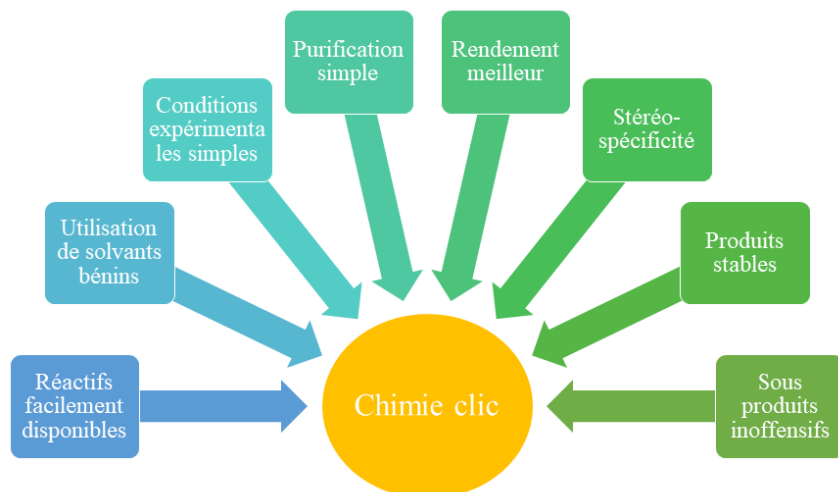 Purification
simple
Rendement
meilleur
Conditions
expérimenta
les simples
Stéréo-
spécificité
Utilisation
de solvants
bénins
Produits
stables
Réactifs
facilement
disponibles
Chimie clic
Sous
produits
inoffensifs